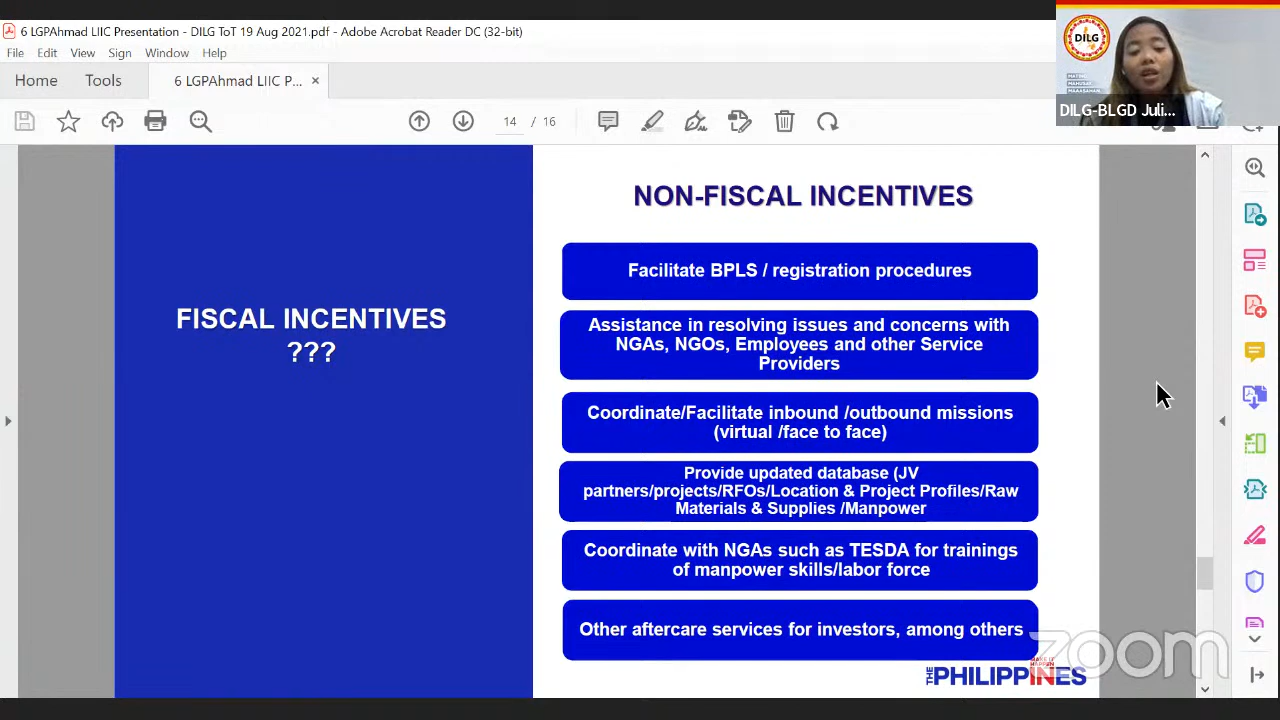 6 LGPAhmad LIIC Presentation - DILG ToT 19 Aug 2021.pdf - Adobe Acrobat Reader DC (32-bit)
File Edit View Sign Window Help
Home Tools 6 LGPAhmad LIIC P... ×
14 / 16
DILG
DILG-BLGD Juli...
FISCAL INCENTIVES
???
NON-FISCAL INCENTIVES
Facilitate BPLS / registration procedures
Assistance in resolving issues and concerns with
NGAs, NGOs, Employees and other Service
Providers
Coordinate/Facilitate inbound /outbound missions
(virtual /face to face)
Provide updated database (JV
partners/projects/RFOs/Location & Project Profiles/Raw
Materials & Supplies /Manpower
Coordinate with NGAs such as TESDA for trainings
of manpower skills/labor force
Other aftercare services for investors, among others
THE PHILIPPINES
zoom